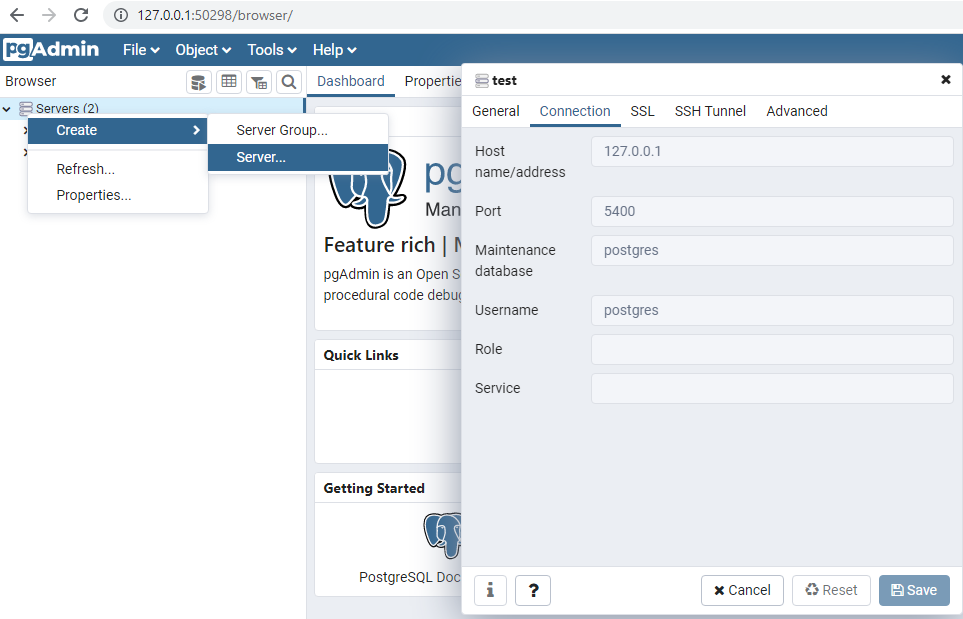 127.0.0.1:50298/browser/
pgAdmin File Object Tools Help
Browser
Dashboard Propertie
Servers (2)
Create
Server Group...
Server...
Refresh...
Properties...
pg
Man
Feature rich | M
pgAdmin is an Open S
procedural code debug
Quick Links
Getting Started
PostgreSQL Doc
test
General Connection SSL SSH Tunnel Advanced
Host
name/address
127.0.0.1
Port
5400
Maintenance
database
postgres
Username
postgres
Role
Service
i ? Cancel Reset Save